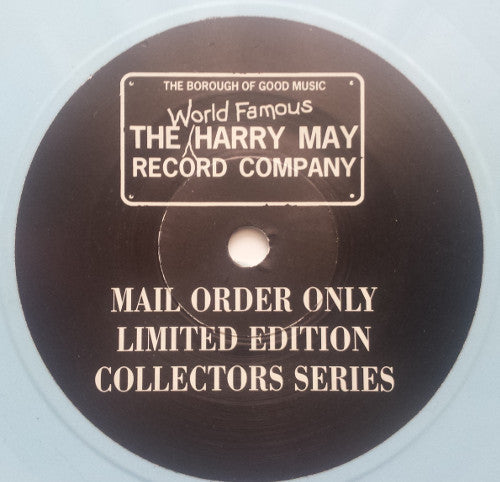 THE BOROUGH OF GOOD MUSIC
World Famous
THE HARRY MAY
RECORD COMPANY
MAIL ORDER ONLY
LIMITED EDITION
COLLECTORS SERIES